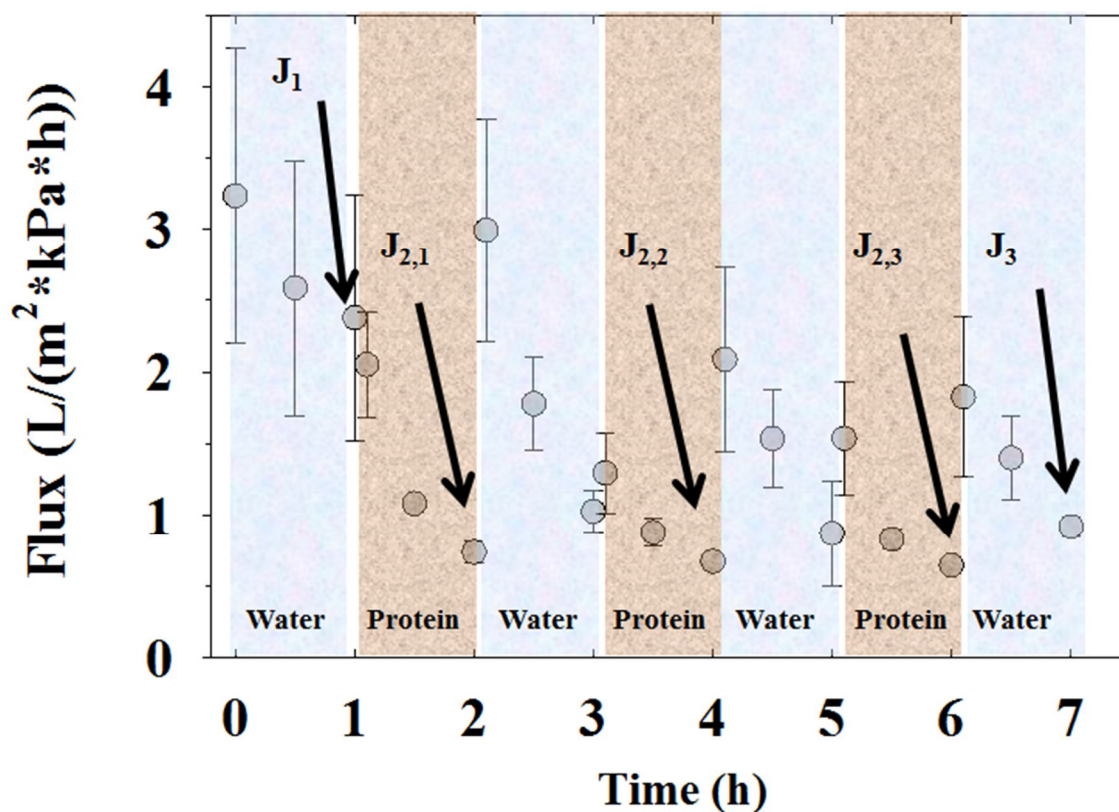 Flux (L/(m²*kPa*h))
4
3
2
1
0
J₁
J₂,₁
J₂,₂
J₂,₃
J₃
Water
Protein
Water
Protein
Water
Protein
Water
0 1 2 3 4 5 6 7
Time (h)